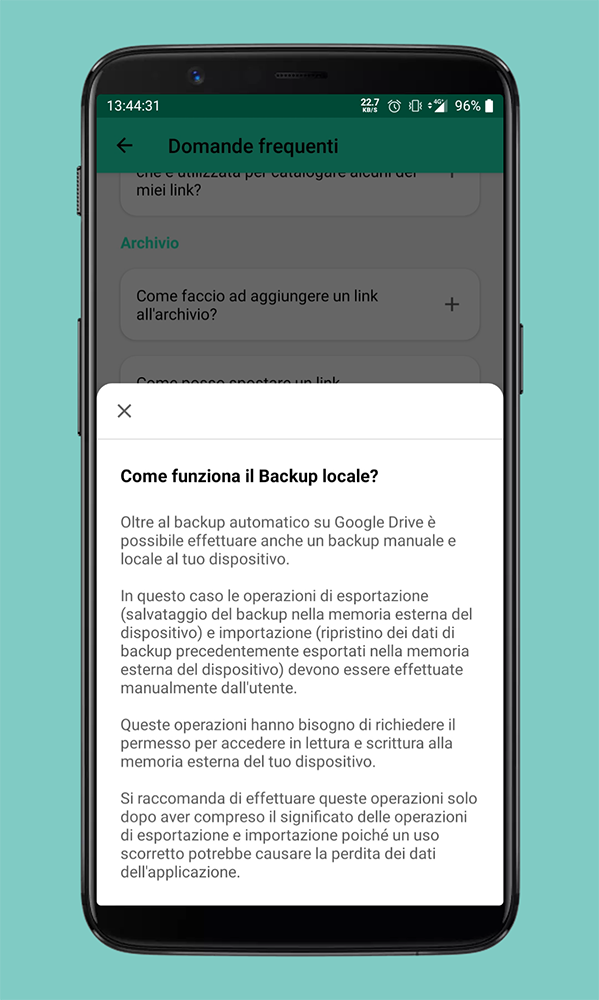 13:44:31
22.7
KB/S
4G+
96%
Domande frequenti
che è utilizzata per catalogare alcuni dei
miei link?
Archivio
Come faccio ad aggiungere un link
all'archivio?
Come posso spostare un link
Come funziona il Backup locale?
Oltre al backup automatico su Google Drive è
possibile effettuare anche un backup manuale e
locale al tuo dispositivo.
In questo caso le operazioni di esportazione
(salvataggio del backup nella memoria esterna del
dispositivo) e importazione (ripristino dei dati di
backup precedentemente esportati nella memoria
esterna del dispositivo) devono essere effettuate
manualmente dall'utente.
Queste operazioni hanno bisogno di richiedere il
permesso per accedere in lettura e scrittura alla
memoria esterna del tuo dispositivo.
Si raccomanda di effettuare queste operazioni solo
dopo aver compreso il significato delle operazioni
di esportazione e importazione poiché un uso
scorretto potrebbe causare la perdita dei dati
dell'applicazione.